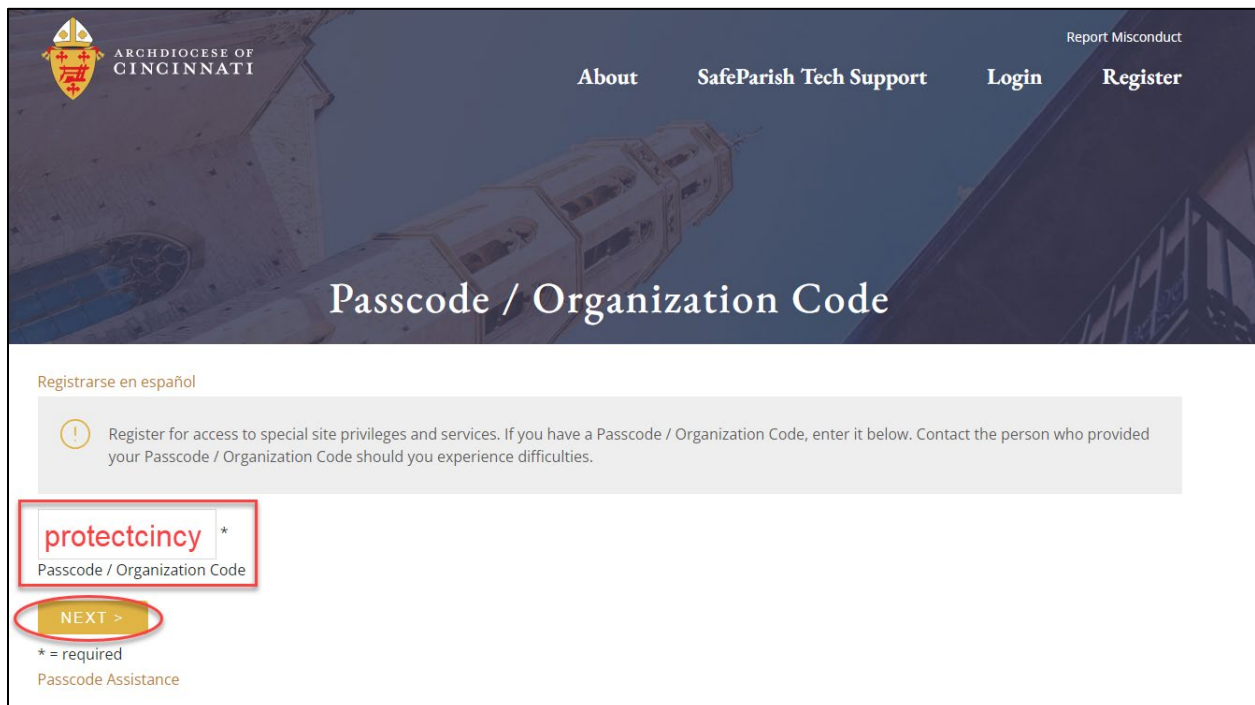 Report Misconduct
ARCHDIOCESE OF
CINCINNATI
About SafeParish Tech Support Login Register
Passcode / Organization Code
Registrarse en español
Register for access to special site privileges and services. If you have a Passcode / Organization Code, enter it below. Contact the person who provided
your Passcode / Organization Code should you experience difficulties.
protectcincy *
Passcode / Organization Code
NEXT >
* = required
Passcode Assistance